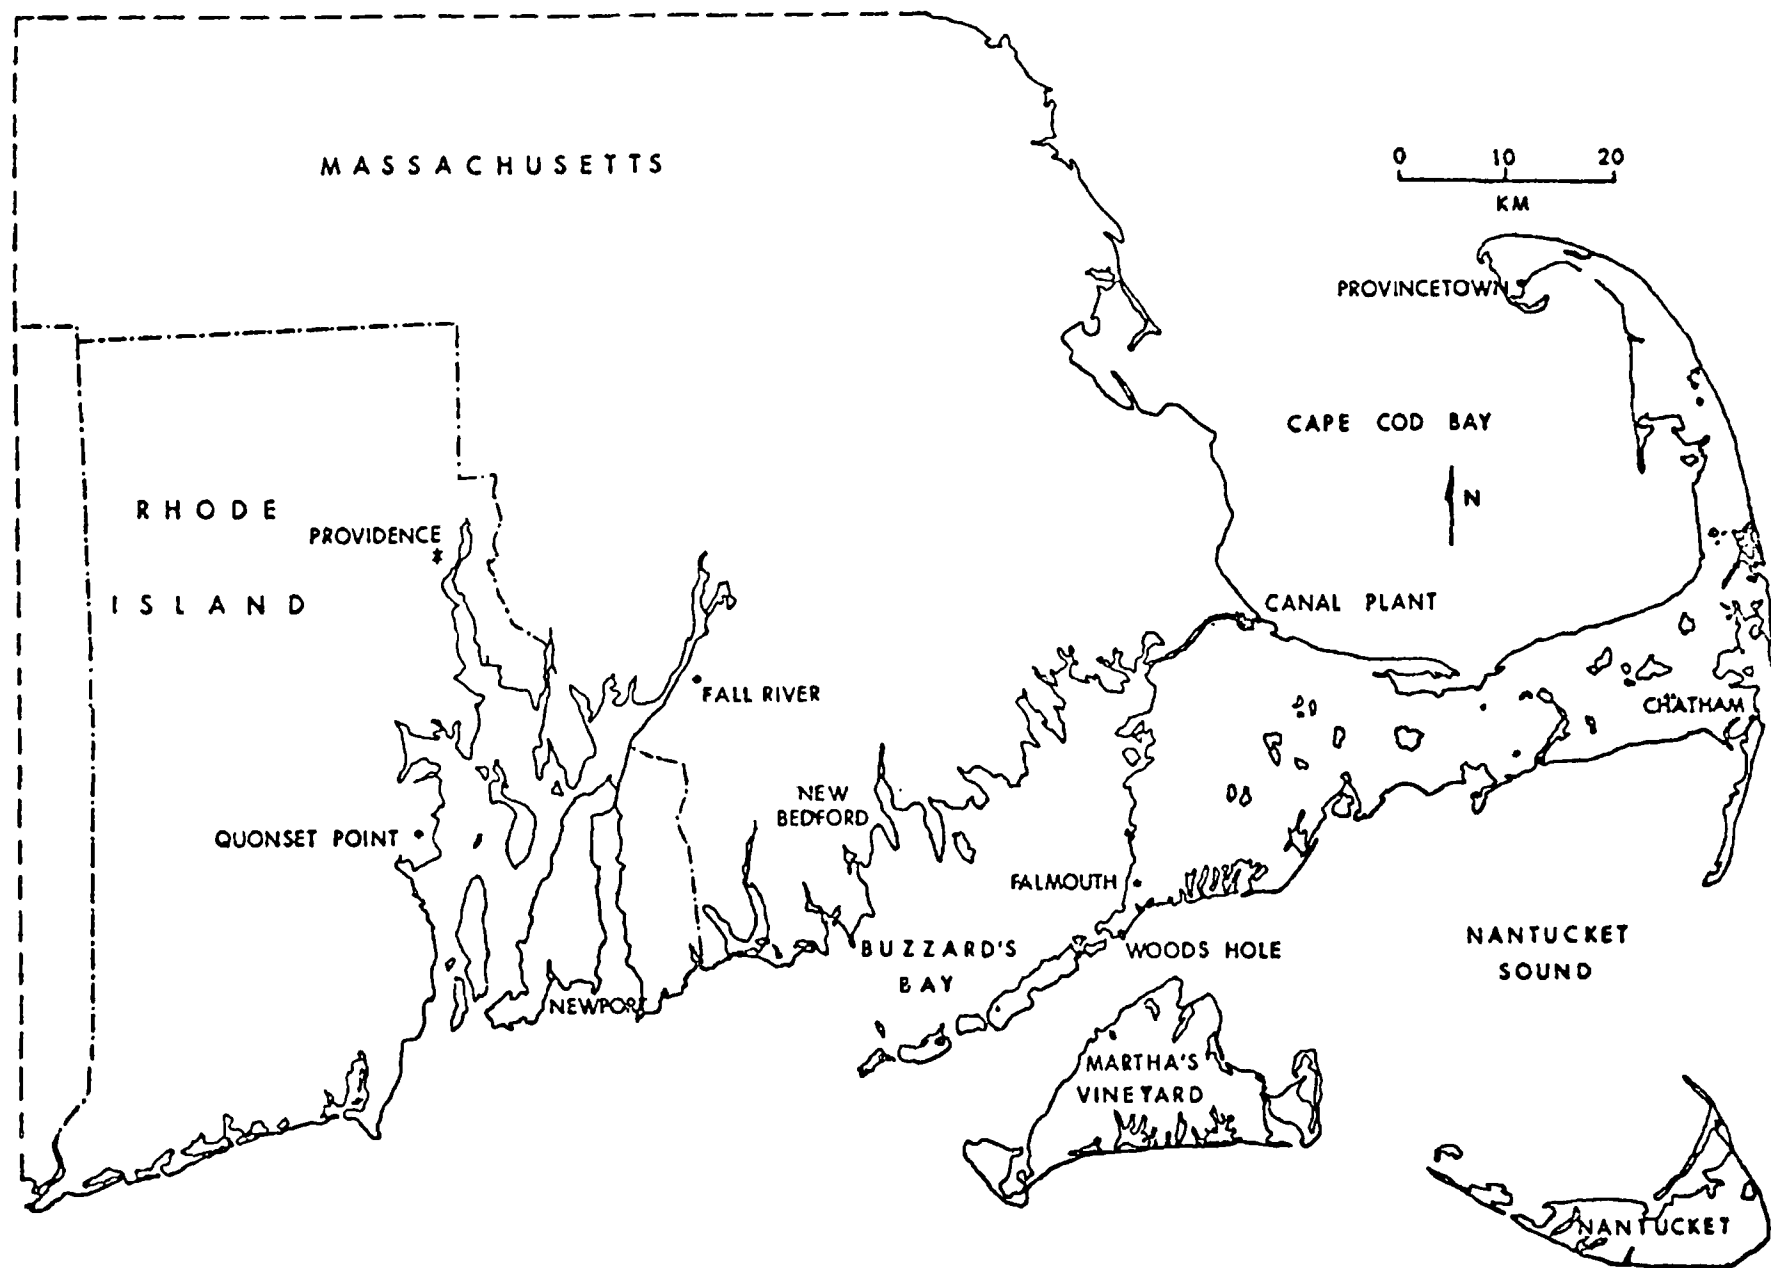 MASSACHUSETTS
0 10 20
KM
PROVINCETOWN
CAPE COD BAY
N
RHODE
PROVIDENCE
ISLAND
CANAL PLANT
FALL RIVER
CHATHAM
NEW
BEDFORD
QUONSET POINT
FALMOUTH
BUZZARD'S
BAY
WOODS HOLE
NANTUCKET
SOUND
NEWPORT
MARTHA'S
VINEYARD
NANTUCKET